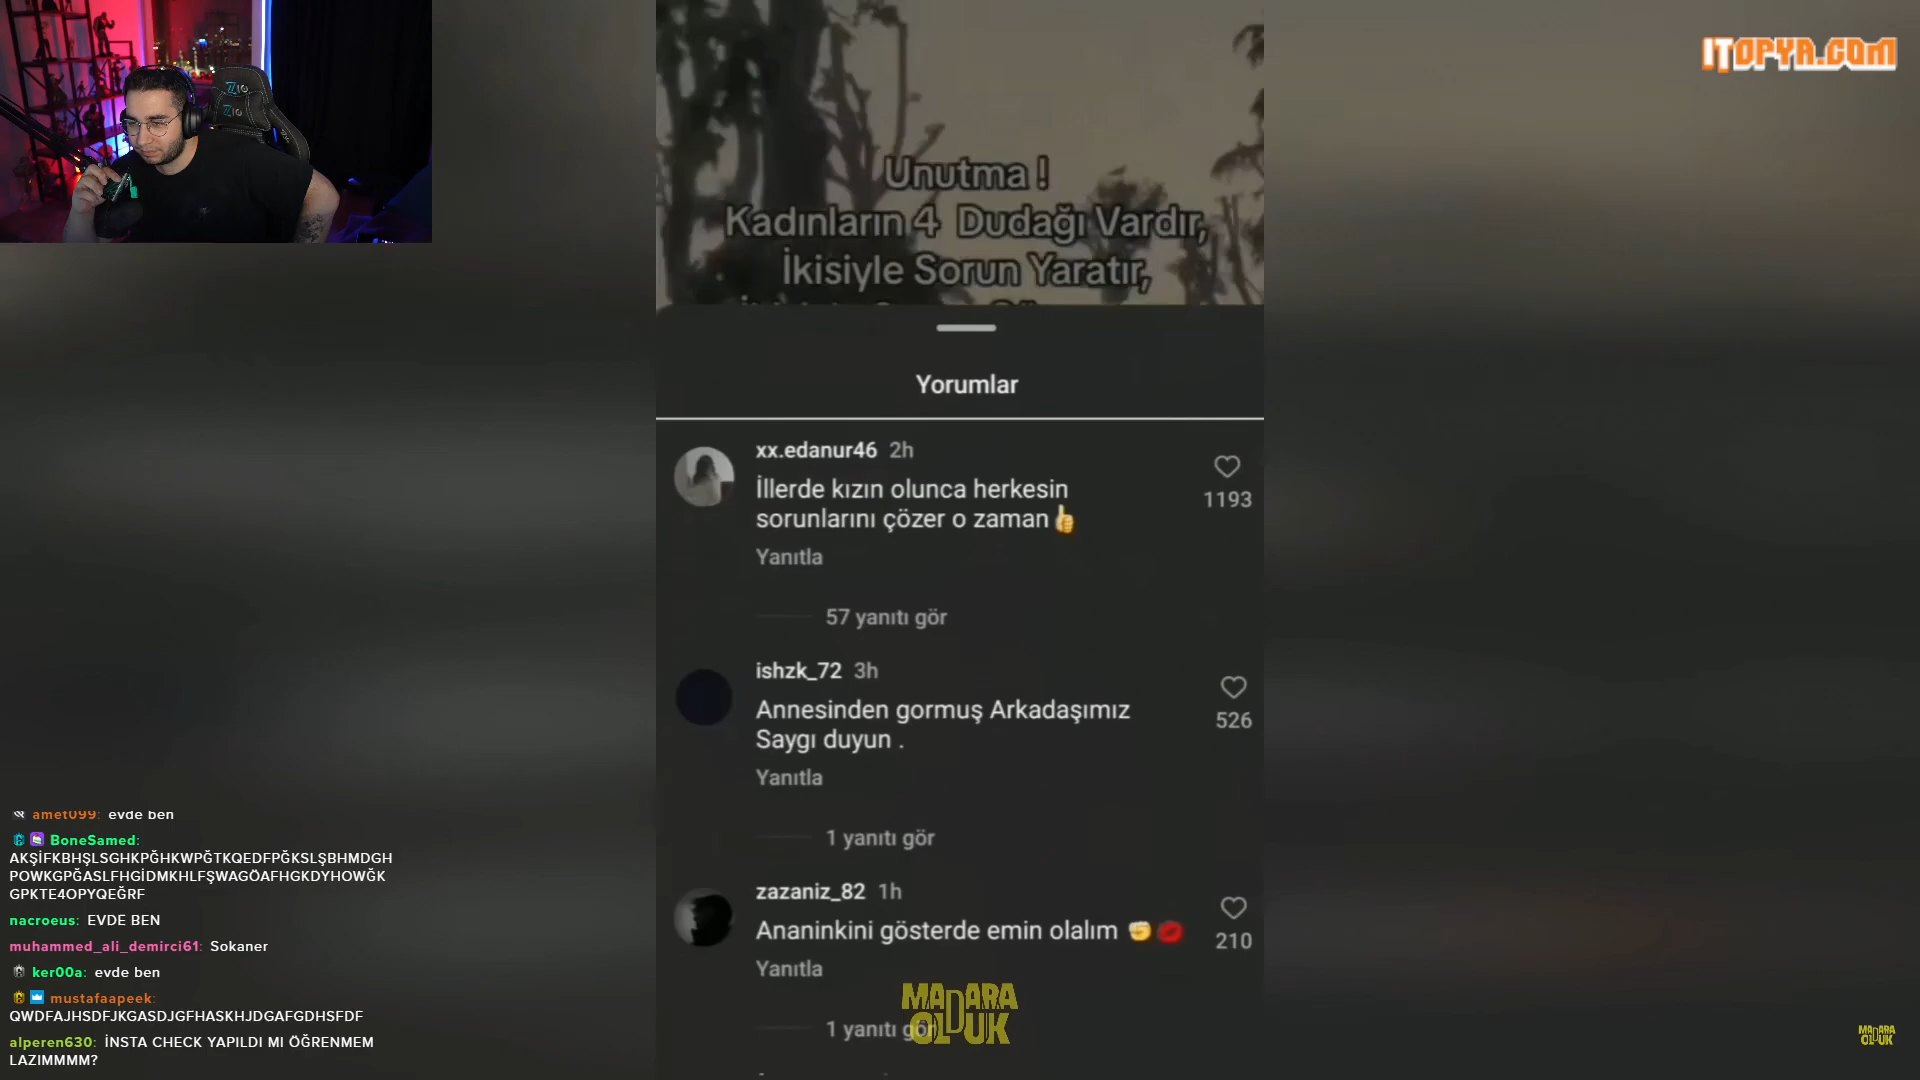 ITOPYA.COM
Unutma !
Kadınların 4 Dudağı Vardır,
İkisiyle Sorun Yaratır,
Yorumlar
xx.edanur46 2h
İllerde kızın olunca herkesin
sorunlarını çözer o zaman👍
1193
Yanıtla
57 yanıtı gör
ishzk_72 3h
Annesinden gormuş Arkadaşımız
Saygı duyun .
526
Yanıtla
1 yanıtı gör
zazaniz_82 1h
Ananinkini gösterde emin olalım ✊💋
210
Yanıtla
1 yanıtı gör
MADARA
OLDUK
amet099: evde ben
BoneSamed:
AKŞİFKBHŞLSGHKPĞHKWPĞTKQEDFPĞKSLŞBHMDGH
POWKGPĞASLFHGİDMKHLFŞWAGÖAFHGKDYHOWĞK
GPKTE4OPYQEĞRF
nacroeus: EVDE BEN
muhammed_ali_demirci61: Sokaner
ker00a: evde ben
mustafaapeek:
QWDFAJHSDFJKGASDJGFHASKHJDGAFGDHSFDF
alperen630: İNSTA CHECK YAPILDI MI ÖĞRENMEM
LAZIMMMM?
MADARA
OLDUK